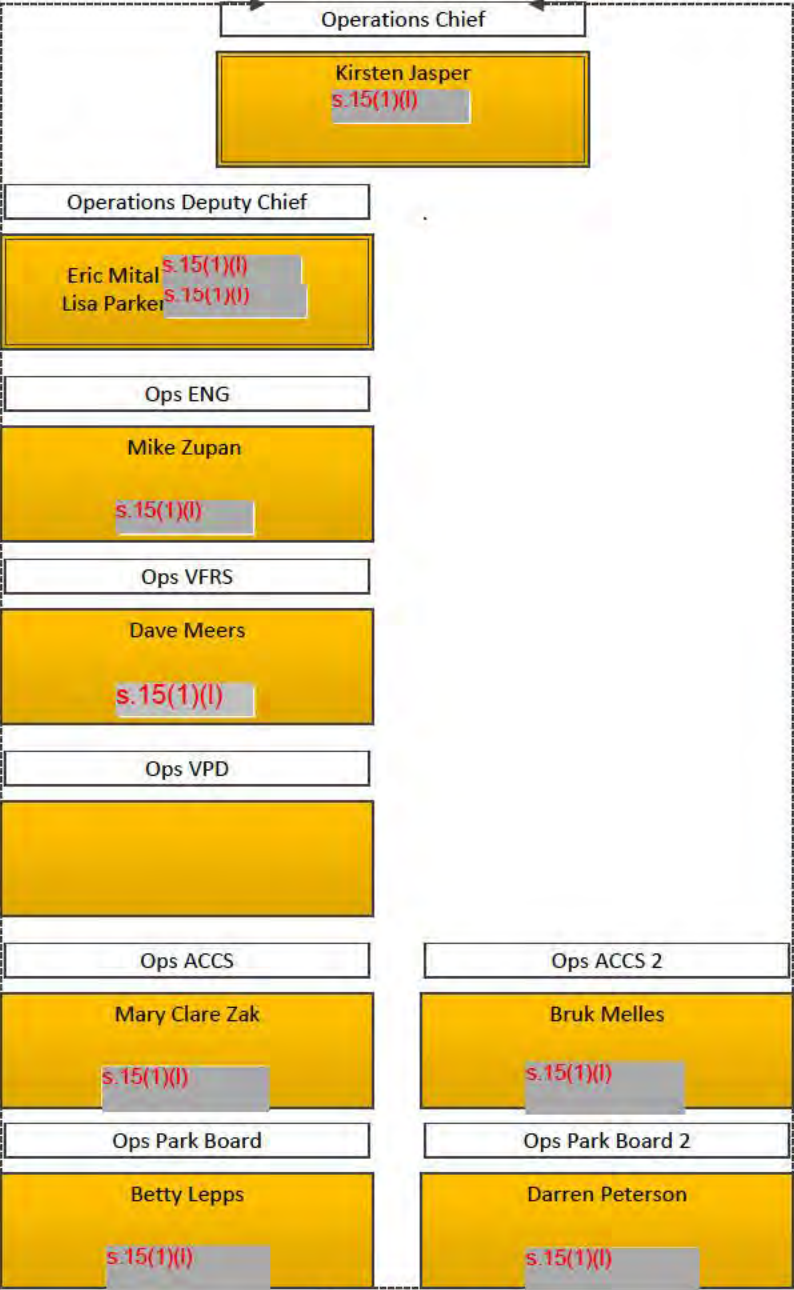 Operations Chief
Kirsten Jasper
s.15(1)(l)
Operations Deputy Chief
Eric Mital s.15(1)(l)
Lisa Parker s.15(1)(l)
Ops ENG
Mike Zupan
s.15(1)(l)
Ops VFRS
Dave Meers
s.15(1)(l)
Ops VPD
Ops ACCS
Mary Clare Zak
s.15(1)(l)
Ops ACCS 2
Bruk Melles
s.15(1)(l)
Ops Park Board
Betty Lepps
s.15(1)(l)
Ops Park Board 2
Darren Peterson
s.15(1)(l)